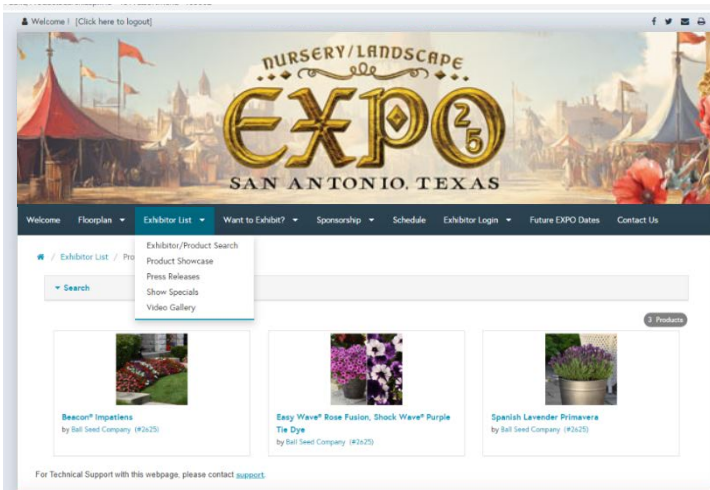 Welcome ! [Click here to logout]
NURSERY/LANDSCAPE
EXPO
25
SAN ANTONIO, TEXAS
Welcome Floorplan Exhibitor List Want to Exhibit? Sponsorship Schedule Exhibitor Login Future EXPO Dates Contact Us
/ Exhibitor List / Pro
Exhibitor/Product Search
Product Showcase
Press Releases
Show Specials
Video Gallery
Search
3 Products
Beacon® Impatiens
by Ball Seed Company (#2625)
Easy Wave® Rose Fusion, Shock Wave® Purple
Tie Dye
by Ball Seed Company (#2625)
Spanish Lavender Primavera
by Ball Seed Company (#2625)
For Technical Support with this webpage, please contact support.